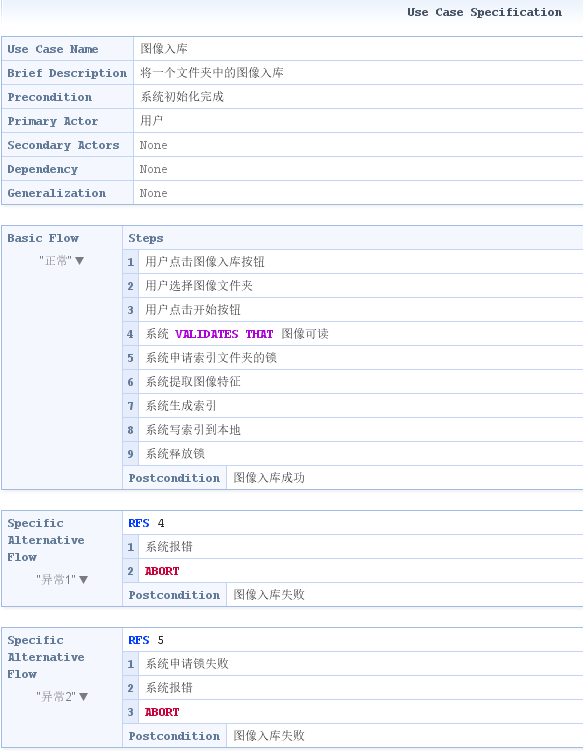 Use Case Specification
Use Case Name 图像入库
Brief Description 将一个文件夹中的图像入库
Precondition 系统初始化完成
Primary Actor 用户
Secondary Actors None
Dependency None
Generalization None
Basic Flow Steps
"正常" ▼
1 用户点击图像入库按钮
2 用户选择图像文件夹
3 用户点击开始按钮
4 系统 VALIDATES THAT 图像可读
5 系统申请索引文件夹的锁
6 系统提取图像特征
7 系统生成索引
8 系统写索引到本地
9 系统释放锁
Postcondition 图像入库成功
Specific
Alternative
Flow
"异常1" ▼
RFS 4
1 系统报错
2 ABORT
Postcondition 图像入库失败
Specific
Alternative
Flow
"异常2" ▼
RFS 5
1 系统申请锁失败
2 系统报错
3 ABORT
Postcondition 图像入库失败